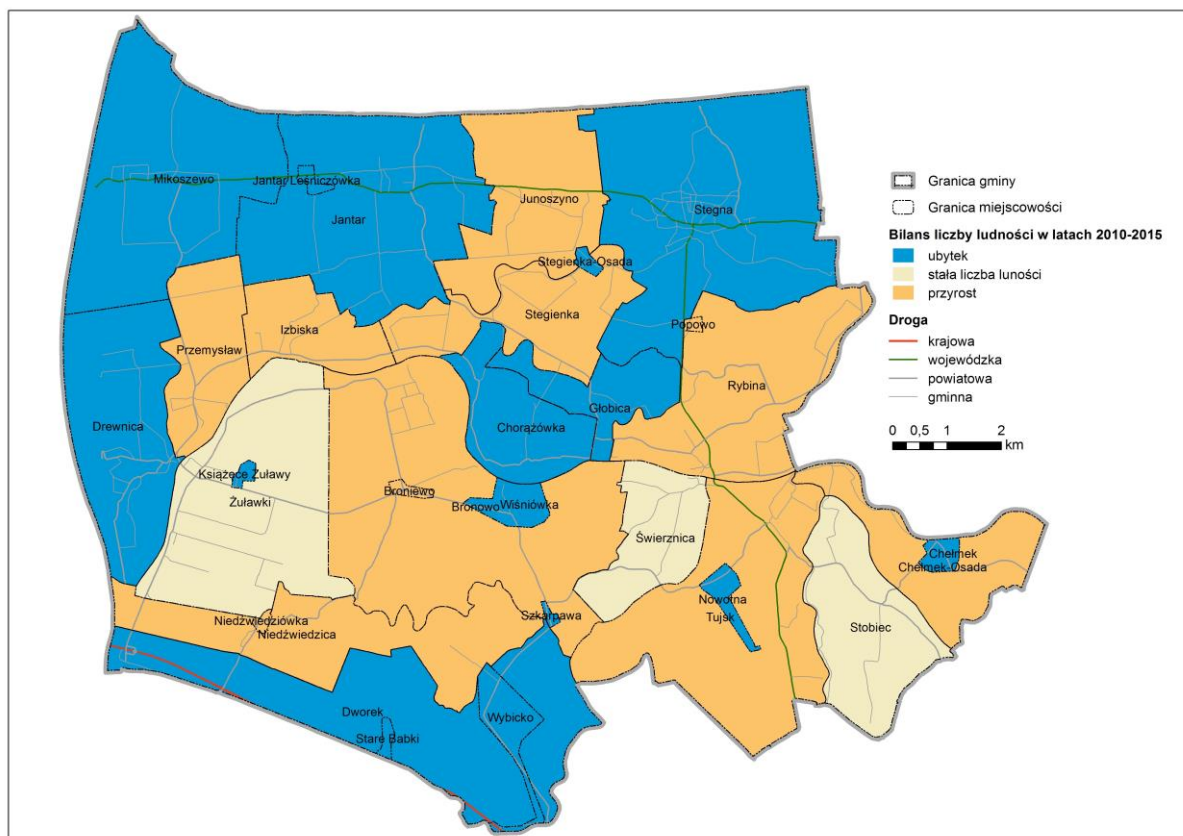 Mikoszewo
Jantar Leśniczówka
Jantar
Junoszyno
Stegna
Stegienka-Osada
Stegienka
Popowo
Izbiska
Przemysław
Rybina
Drewnica
Głobica
Chorążówka
Książęce Żuławy
Żuławki
Broniewo
Bronowo
Wiśniówka
Świerznica
Chełmek
Chełmek-Osada
Nowotna
Tujsk
Szkarpawa
Niedźwiedziówka
Niedźwiedzica
Stobiec
Dworek
Wybicko
Stare Babki
Granica gminy
Granica miejscowości
Bilans liczby ludności w latach 2010-2015
ubytek
stała liczba luności
przyrost
Droga
krajowa
wojewódzka
powiatowa
gminna
0 0,5 1 2
km